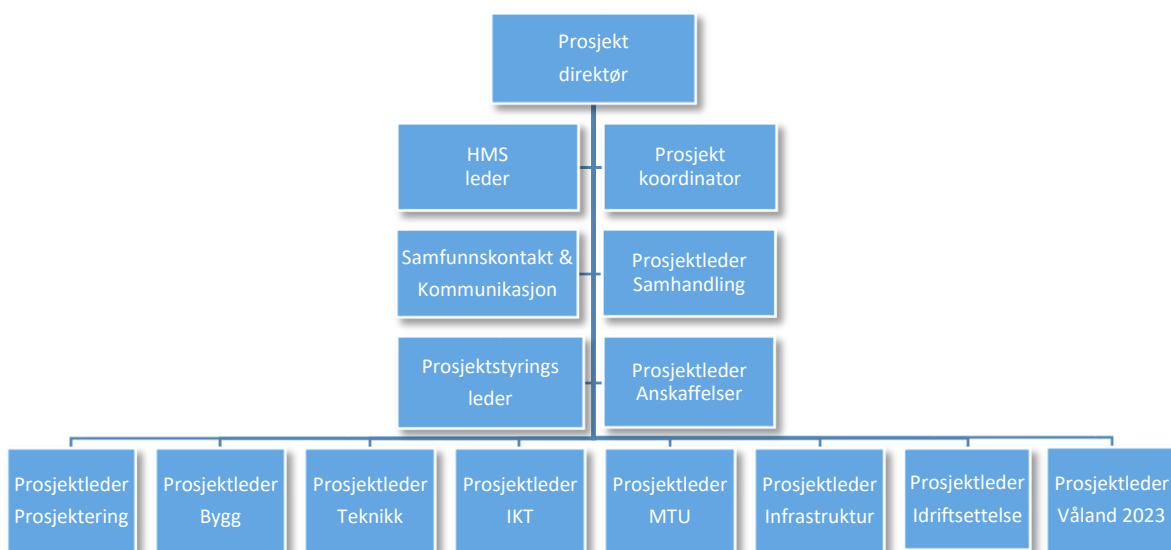 Prosjekt
direktør
HMS
leder
Prosjekt
koordinator
Samfunnskontakt &
Kommunikasjon
Prosjektleder
Samhandling
Prosjektstyrings
leder
Prosjektleder
Anskaffelser
Prosjektleder
Prosjektering
Prosjektleder
Bygg
Prosjektleder
Teknikk
Prosjektleder
IKT
Prosjektleder
MTU
Prosjektleder
Infrastruktur
Prosjektleder
Idriftsettelse
Prosjektleder
Våland 2023